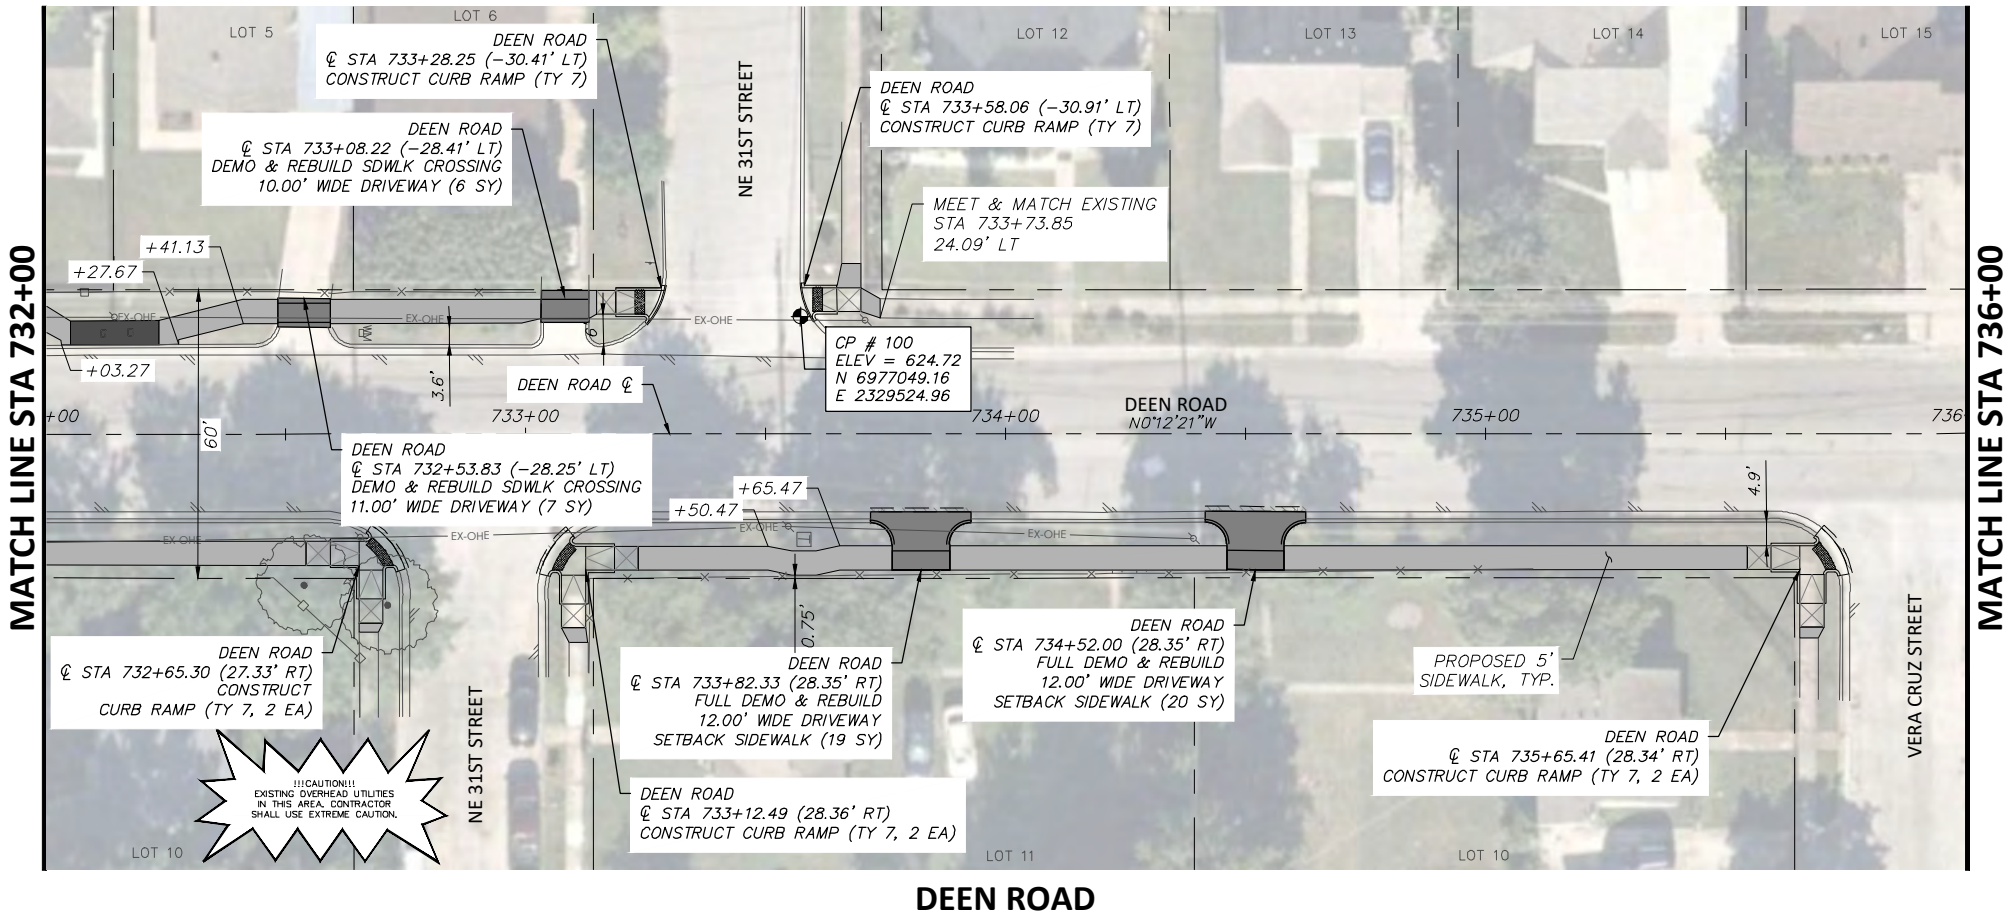 LOT 5
LOT 6
LOT 12
LOT 13
LOT 14
LOT 15
DEEN ROAD
℄ STA 733+28.25 (-30.41' LT)
CONSTRUCT CURB RAMP (TY 7)
DEEN ROAD
℄ STA 733+08.22 (-28.41' LT)
DEMO & REBUILD SDWLK CROSSING
10.00' WIDE DRIVEWAY (6 SY)
NE 31ST STREET
DEEN ROAD
℄ STA 733+58.06 (-30.91' LT)
CONSTRUCT CURB RAMP (TY 7)
MEET & MATCH EXISTING
STA 733+73.85
24.09' LT
+41.13
+27.67
+03.27
EX-OHE
EX-OHE
EX-OHE
WM
6'
3.6'
60'
CP # 100
ELEV = 624.72
N 6977049.16
E 2329524.96
DEEN ROAD ℄
MATCH LINE STA 732+00
MATCH LINE STA 736+00
+00
733+00
734+00
DEEN ROAD
N0°12'21"W
735+00
736
DEEN ROAD
℄ STA 732+53.83 (-28.25' LT)
DEMO & REBUILD SDWLK CROSSING
11.00' WIDE DRIVEWAY (7 SY)
+65.47
+50.47
4.9'
EX-OHE
EX-OHE
EX-OHE
EX-OHE
0.75'
DEEN ROAD
℄ STA 732+65.30 (27.33' RT)
CONSTRUCT
CURB RAMP (TY 7, 2 EA)
NE 31ST STREET
DEEN ROAD
℄ STA 733+82.33 (28.35' RT)
FULL DEMO & REBUILD
12.00' WIDE DRIVEWAY
SETBACK SIDEWALK (19 SY)
DEEN ROAD
℄ STA 734+52.00 (28.35' RT)
FULL DEMO & REBUILD
12.00' WIDE DRIVEWAY
SETBACK SIDEWALK (20 SY)
PROPOSED 5'
SIDEWALK, TYP.
DEEN ROAD
℄ STA 735+65.41 (28.34' RT)
CONSTRUCT CURB RAMP (TY 7, 2 EA)
VERA CRUZ STREET
!!!CAUTION!!!
EXISTING OVERHEAD UTILITIES
IN THIS AREA. CONTRACTOR
SHALL USE EXTREME CAUTION.
DEEN ROAD
℄ STA 733+12.49 (28.36' RT)
CONSTRUCT CURB RAMP (TY 7, 2 EA)
LOT 10
LOT 11
LOT 10
DEEN ROAD